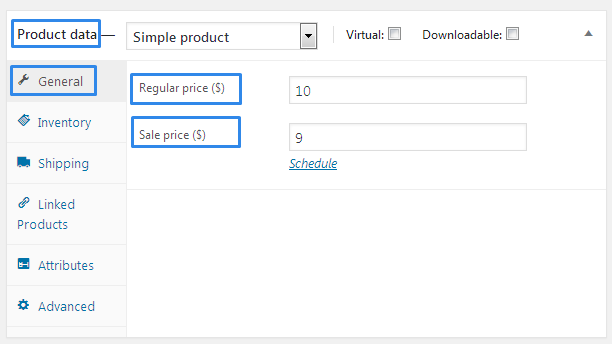 Product data — Simple product Virtual: Downloadable:
General
Inventory
Shipping
Linked
Products
Attributes
Advanced
Regular price ($) 10
Sale price ($) 9
Schedule